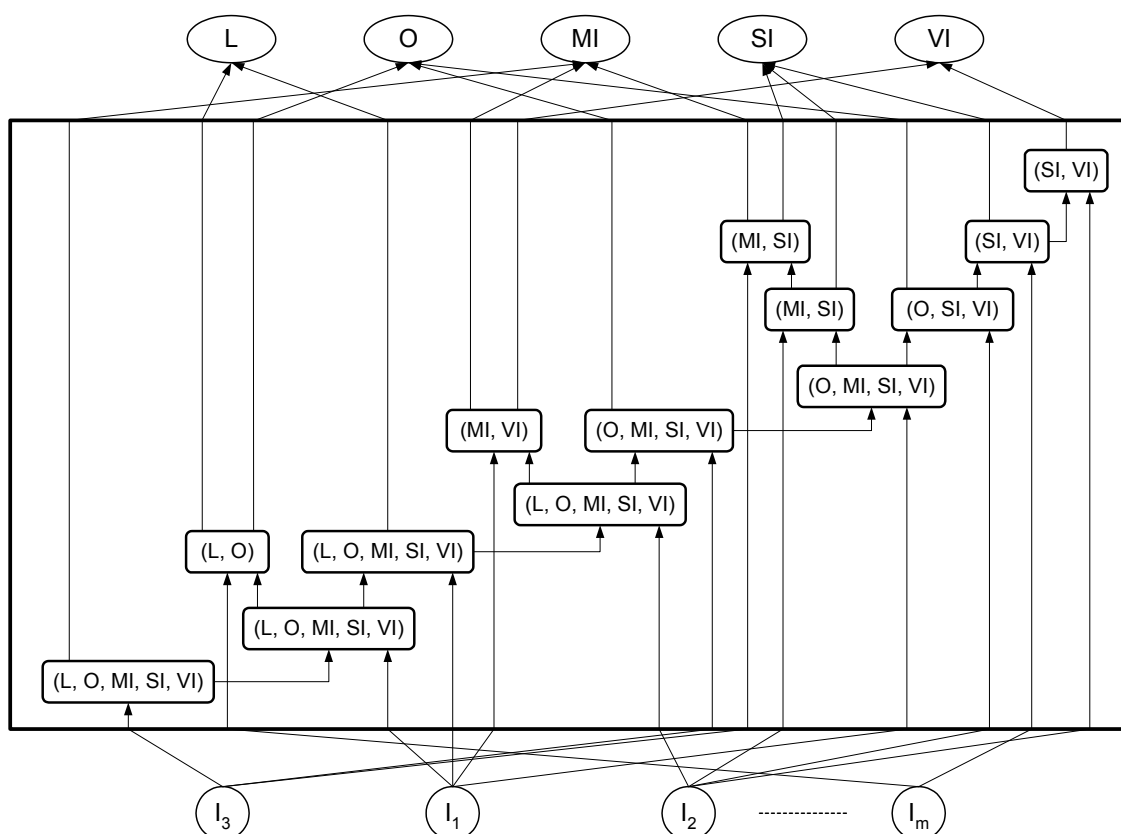 L O MI SI VI
(SI, VI)
(MI, SI) (SI, VI)
(MI, SI) (O, SI, VI)
(O, MI, SI, VI)
(MI, VI) (O, MI, SI, VI)
(L, O, MI, SI, VI)
(L, O) (L, O, MI, SI, VI)
(L, O, MI, SI, VI)
(L, O, MI, SI, VI)
I₃ I₁ I₂ Iₘ